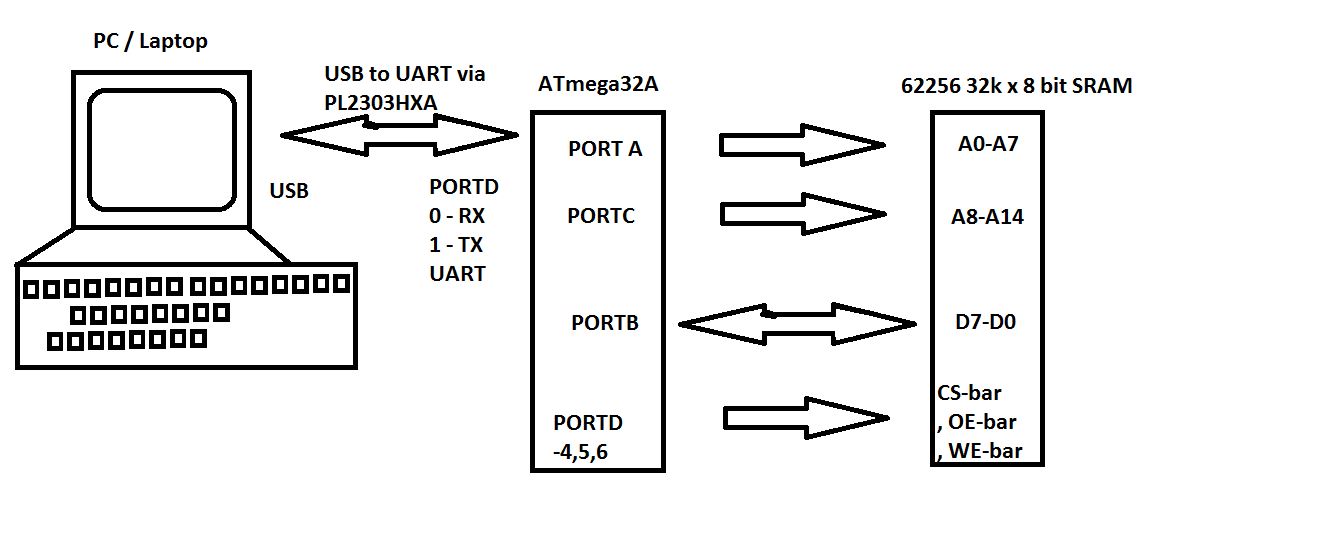 PC / Laptop
USB to UART via
PL2303HXA
ATmega32A
62256 32k x 8 bit SRAM
USB
PORTD
0 - RX
1 - TX
UART
PORT A
PORTC
PORTB
PORTD
-4,5,6
A0-A7
A8-A14
D7-D0
CS-bar
, OE-bar
, WE-bar